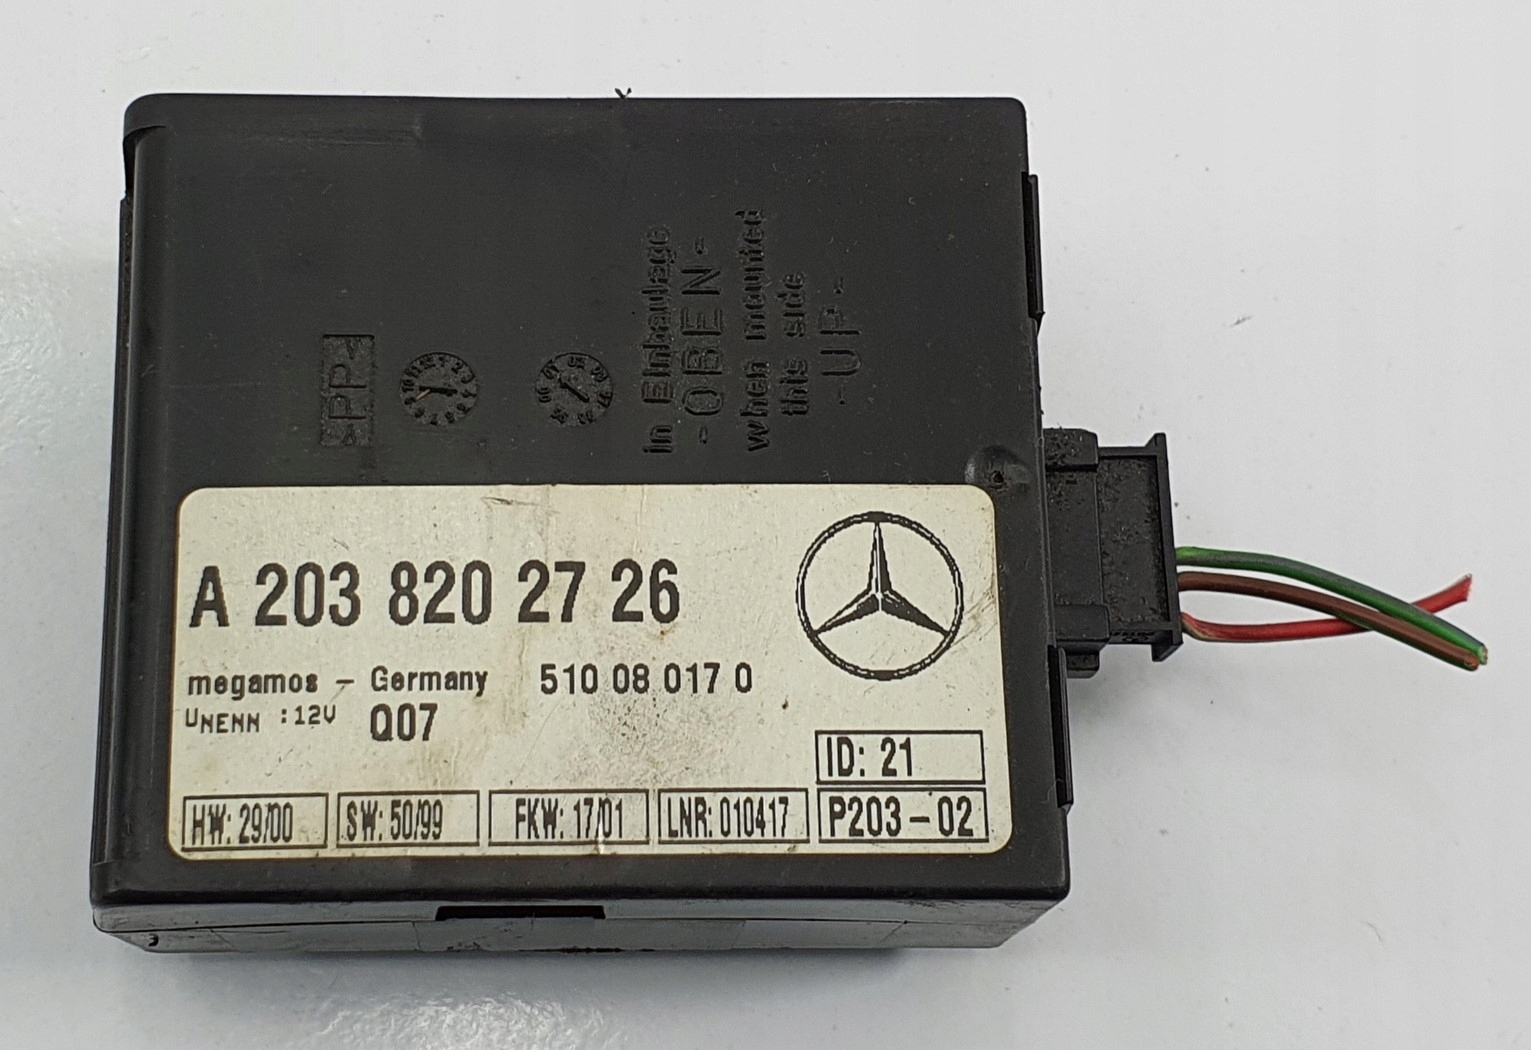 >PP<
in Einbaulage
-OBEN-
when mounted
this side
-UP-
A 203 820 27 26
megamos - Germany 510 08 017 0
UNENN :12V Q07
ID: 21
HW: 29/00 SW: 50/99 FKW: 17/01 LNR: 010417 P203-02